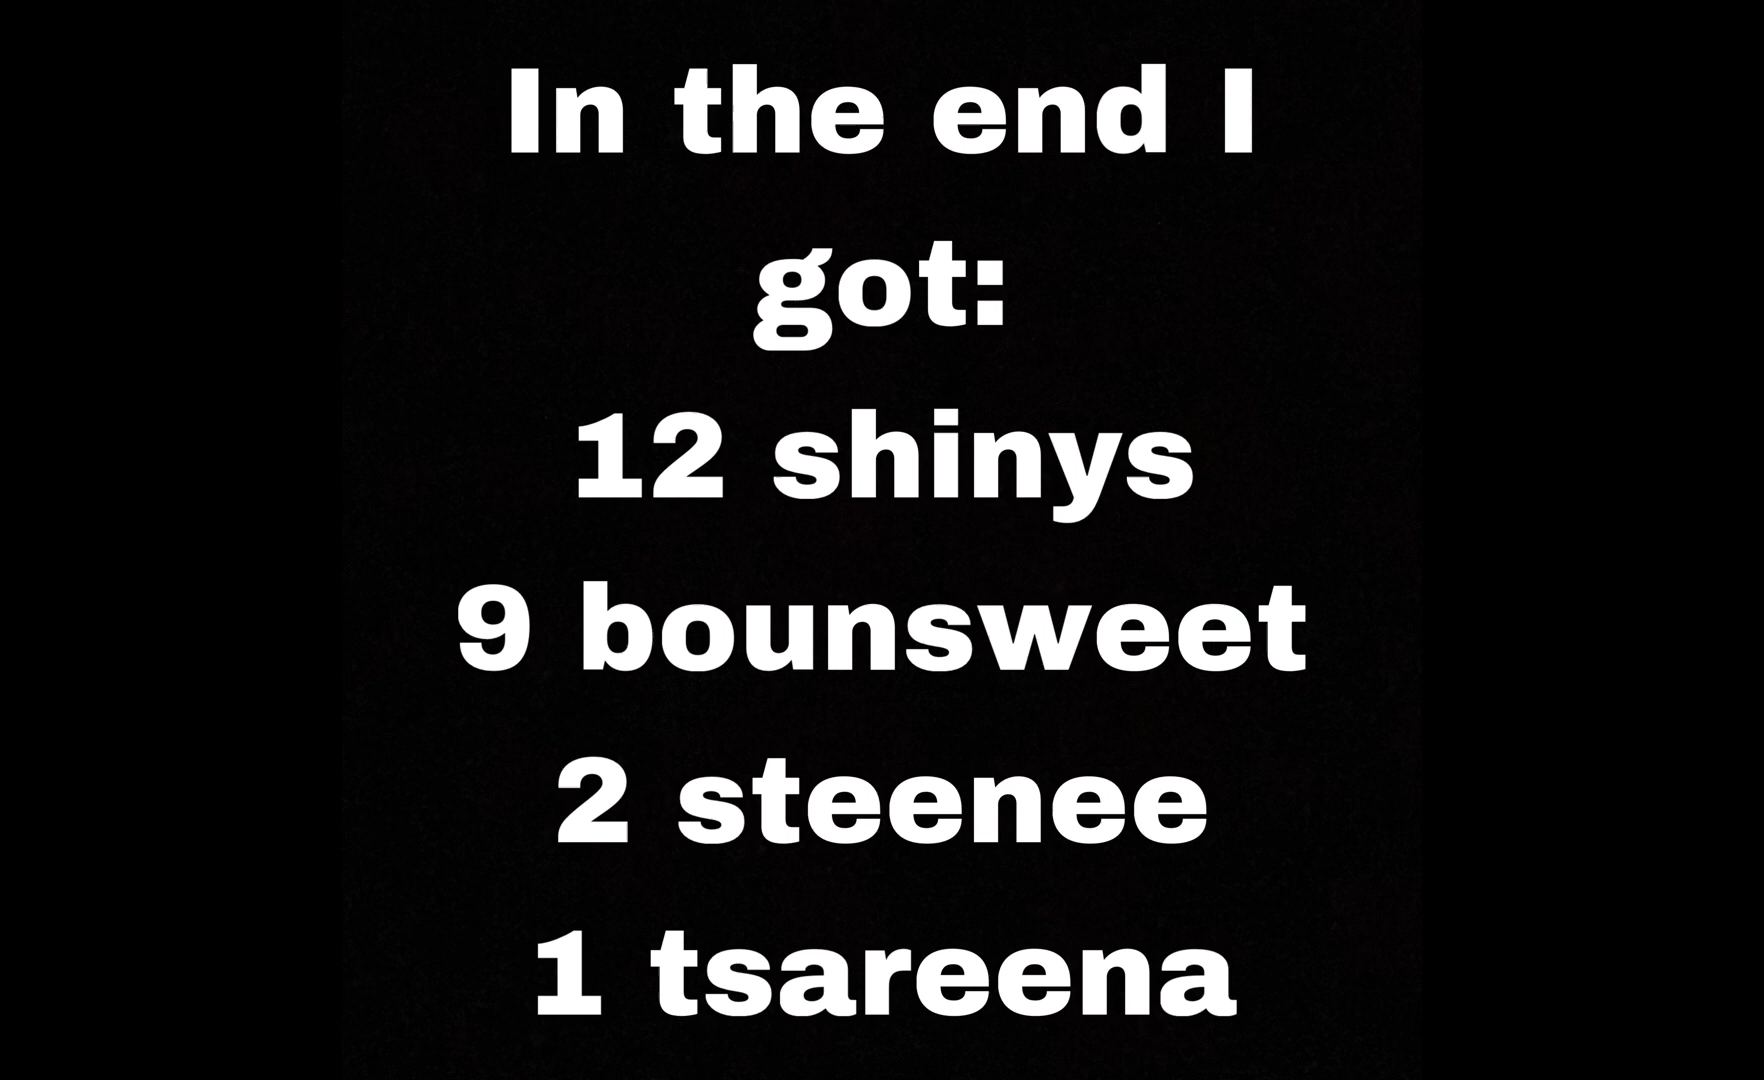 In the end I
got:
12 shinys
9 bounsweet
2 steenee
1 tsareena